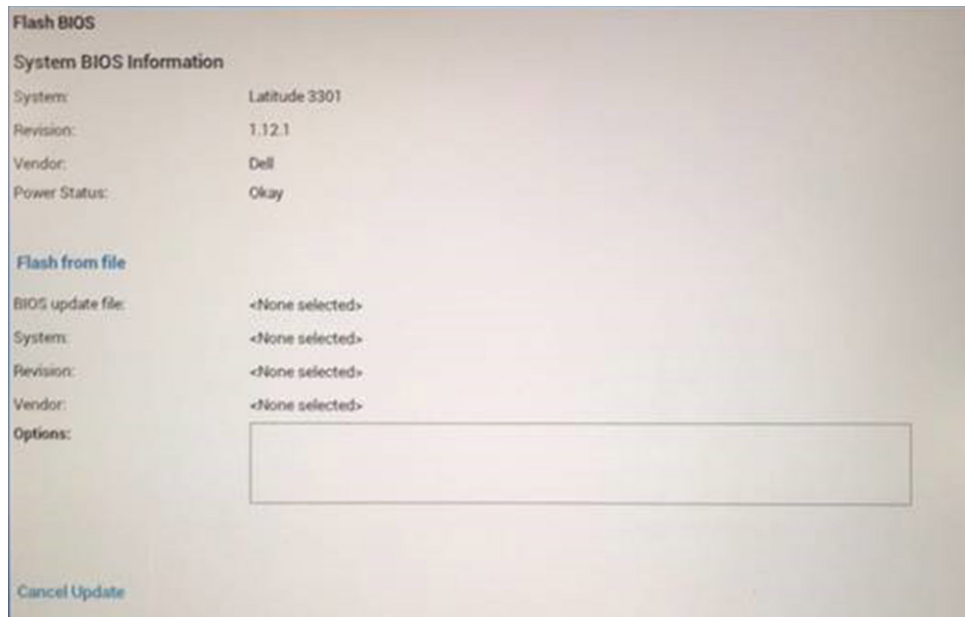 Flash BIOS
System BIOS Information
System: Latitude 3301
Revision: 1.12.1
Vendor: Dell
Power Status: Okay
Flash from file
BIOS update file: <None selected>
System: <None selected>
Revision: <None selected>
Vendor: <None selected>
Options:
Cancel Update